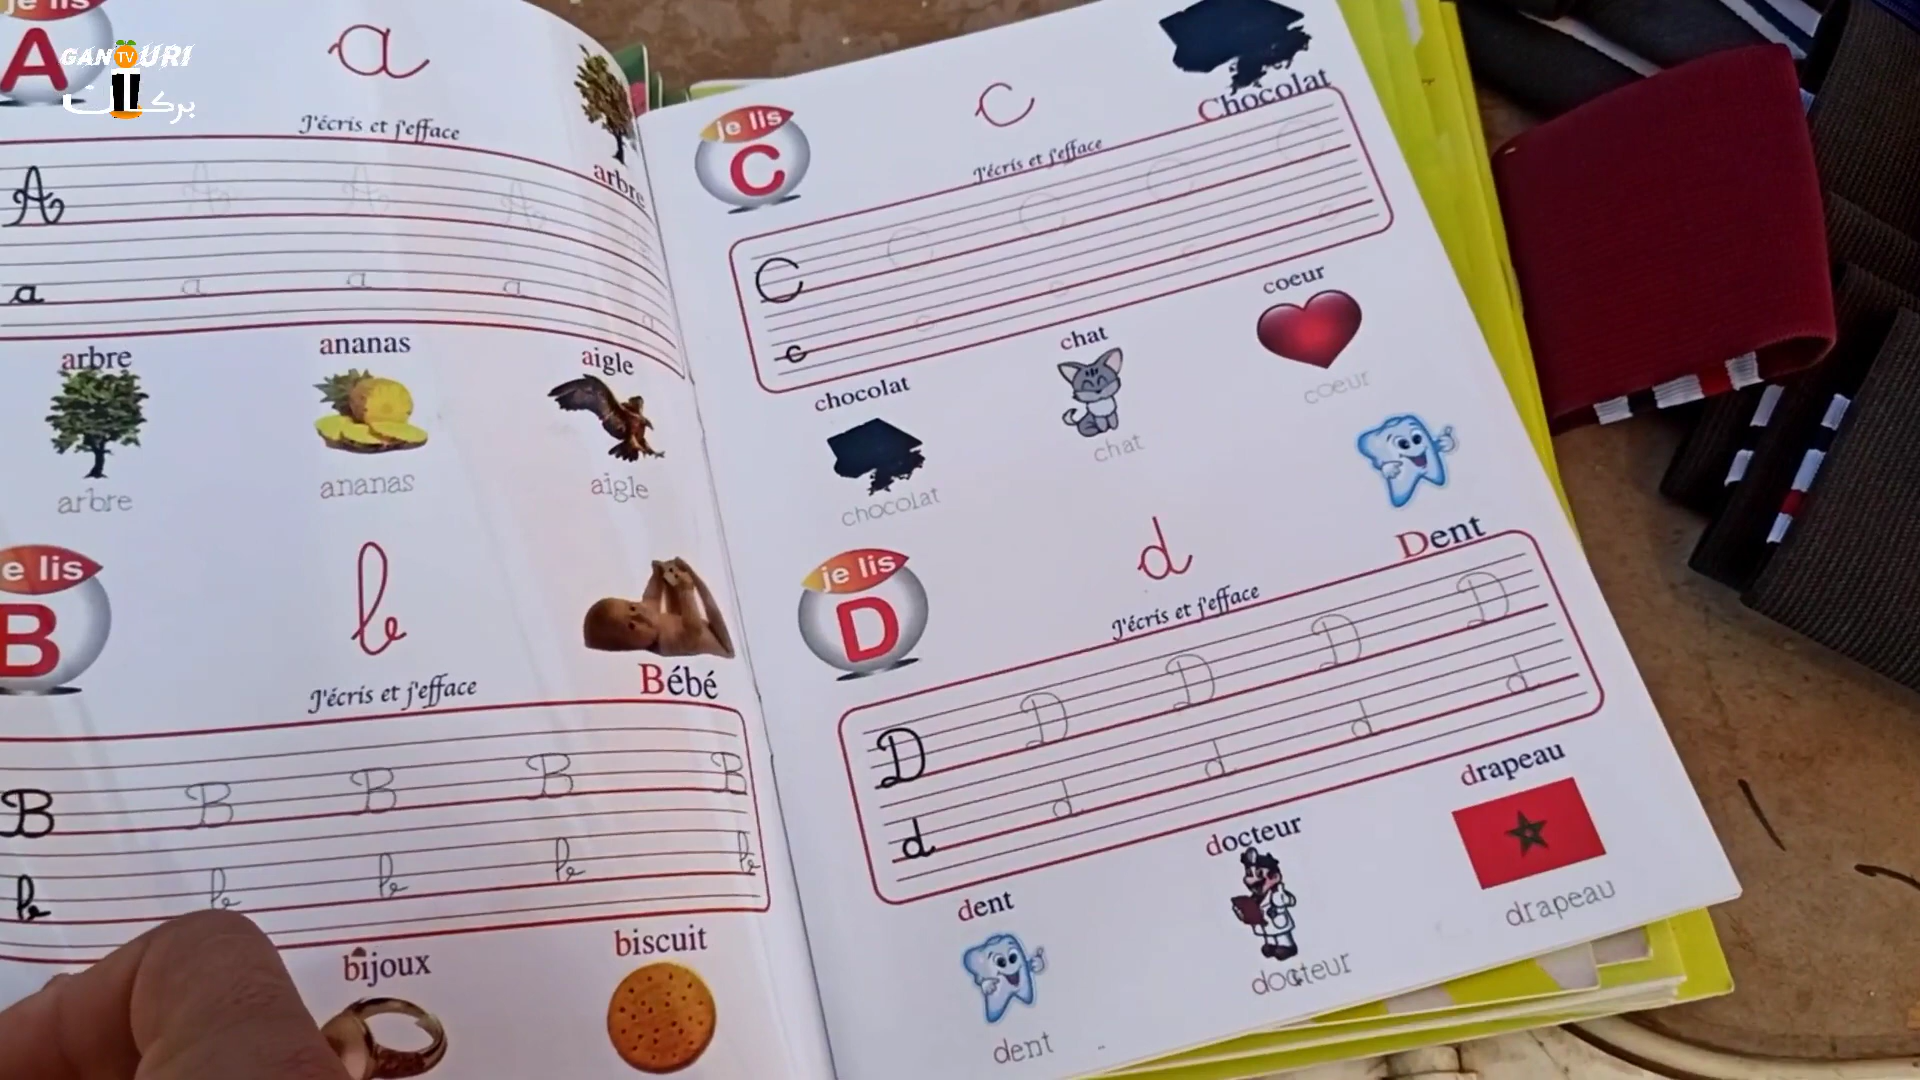 GANTOURI
TV
بركان
je lis
A
a
J'écris et j'efface
arbre
A A A A
a a a a a
arbre
ananas
aigle
arbre
ananas
aigle
je lis
B
b
J'écris et j'efface
Bébé
B B B B B
b b b b b
bijoux
biscuit
je lis
C
c
J'écris et j'efface
Chocolat
C C C C C
c c c c c
chocolat
chat
coeur
chocolat
chat
coeur
je lis
D
d
J'écris et j'efface
Dent
D D D D D
d d d d d
dent
docteur
drapeau
dent
docteur
drapeau